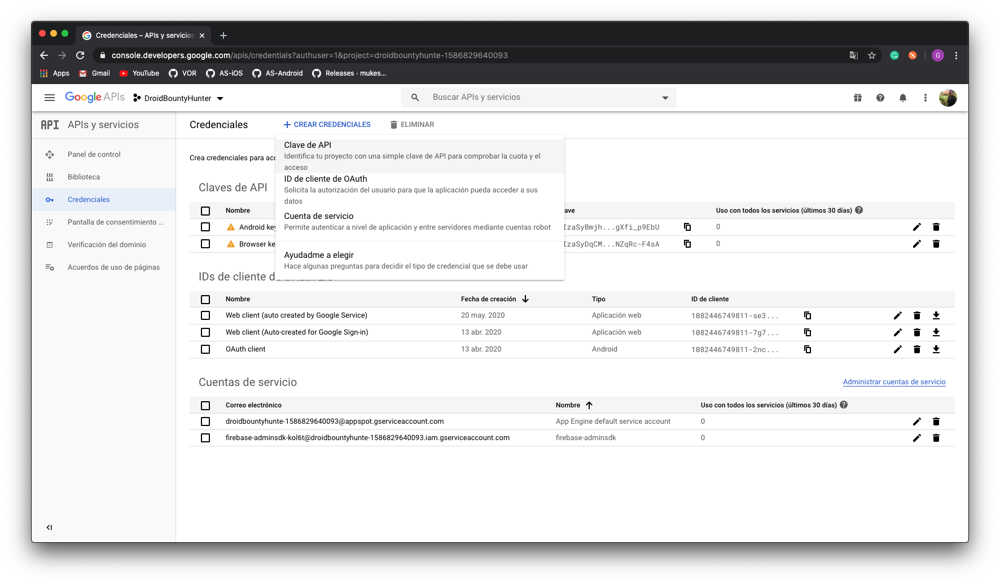 Credenciales – APIs y servicios
console.developers.google.com/apis/credentials?authuser=1&project=droidbountyhunte-1586829640093
G
Apps Gmail YouTube VOR AS-iOS AS-Android Releases · mukes...
Google APIs DroidBountyHunter Buscar APIs y servicios
API APIs y servicios
Panel de control
Biblioteca
Credenciales
Pantalla de consentimiento ...
Verificación del dominio
Acuerdos de uso de páginas
Credenciales CREAR CREDENCIALES ELIMINAR
Clave de API
Identifica tu proyecto con una simple clave de API para comprobar la cuota y el
acceso
ID de cliente de OAuth
Solicita la autorización del usuario para que la aplicación pueda acceder a sus
datos
Cuenta de servicio
Permite autenticar a nivel de aplicación y entre servidores mediante cuentas robot
Ayudadme a elegir
Hace algunas preguntas para decidir el tipo de credencial que se debe usar
Crea credenciales para
Claves de API
Nombre Uso con todos los servicios (últimos 30 días)
Android IzaSyBmjh...gXfi_p9EbU 0
Browser IzaSyDqCM...NZqRc-F4sA 0
IDs de cliente
Nombre Fecha de creación Tipo ID de cliente
Web client (auto created by Google Service) 20 may. 2020 Aplicación web 1082446749811-se3...
Web client (Auto-created for Google Sign-in) 13 abr. 2020 Aplicación web 1082446749811-7g7...
OAuth client 13 abr. 2020 Android 1082446749811-2nc...
Cuentas de servicio Administrar cuentas de servicio
Correo electrónico Nombre Uso con todos los servicios (últimos 30 días)
droidbountyhunte-1586829640093@appspot.gserviceaccount.com App Engine default service account 0
firebase-adminsdk-kol6t@droidbountyhunte-1586829640093.iam.gserviceaccount.com firebase-adminsdk 0